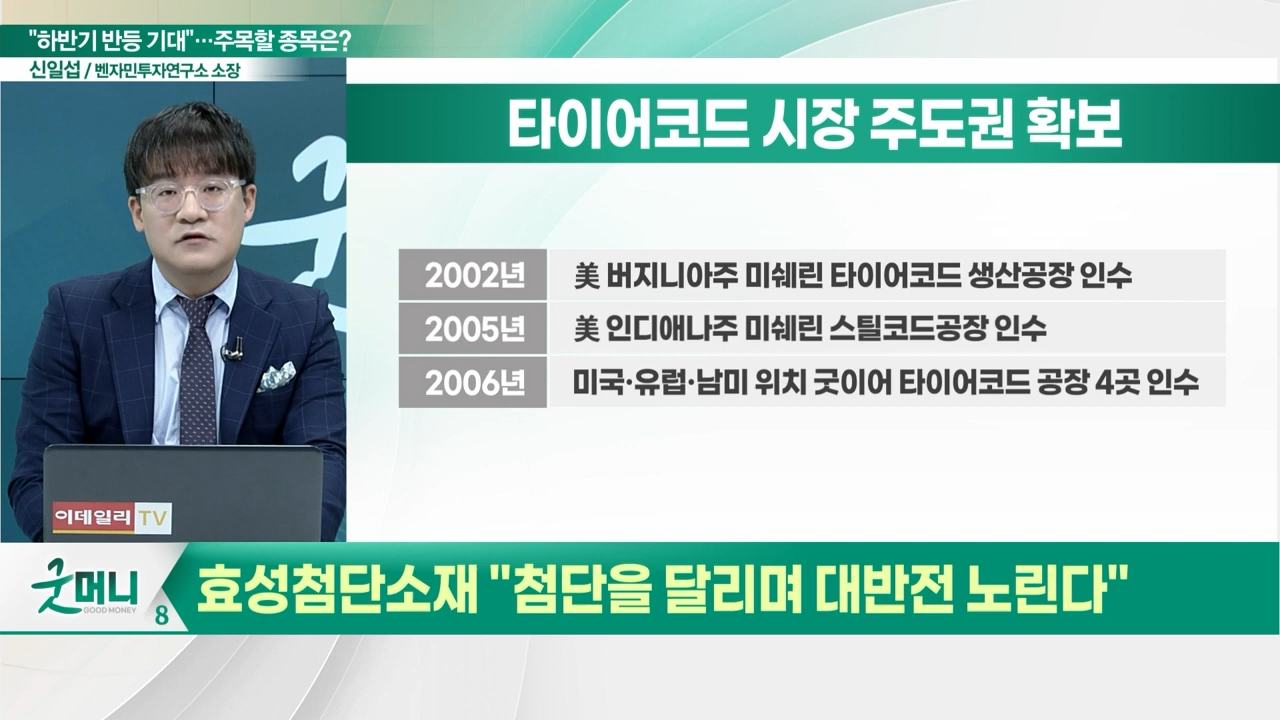 "하반기 반등 기대"…주목할 종목은?
신일섭 / 벤자민투자연구소 소장
타이어코드 시장 주도권 확보
2002년 美 버지니아주 미쉐린 타이어코드 생산공장 인수
2005년 美 인디애나주 미쉐린 스틸코드공장 인수
2006년 미국·유럽·남미 위치 굿이어 타이어코드 공장 4곳 인수
이데일리 TV
굿머니
GOOD MONEY
8
효성첨단소재 "첨단을 달리며 대반전 노린다"